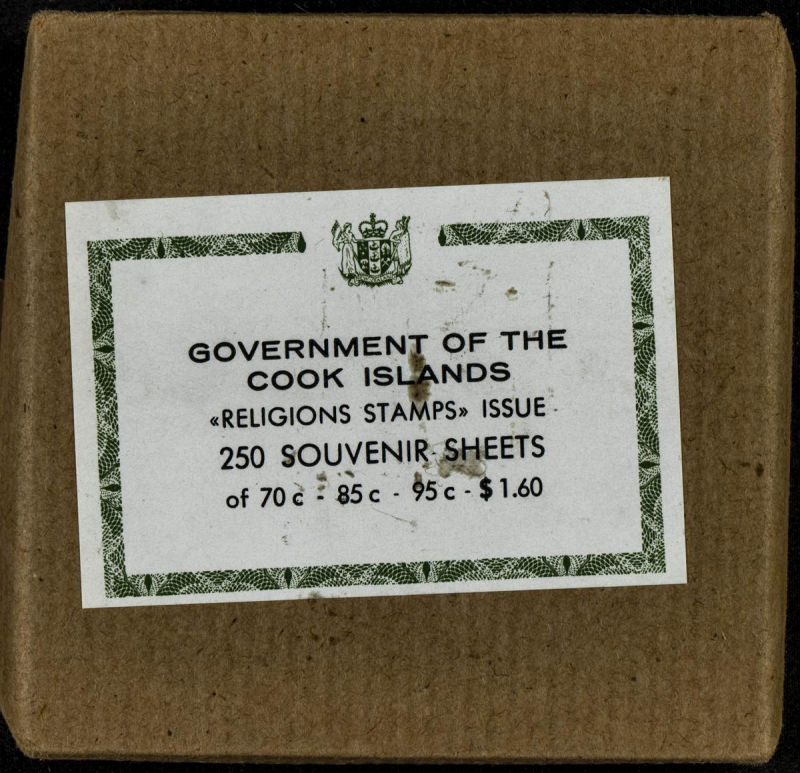 GOVERNMENT OF THE
COOK ISLANDS
«RELIGIONS STAMPS» ISSUE
250 SOUVENIR SHEETS
of 70 c - 85 c - 95 c - $ 1.60